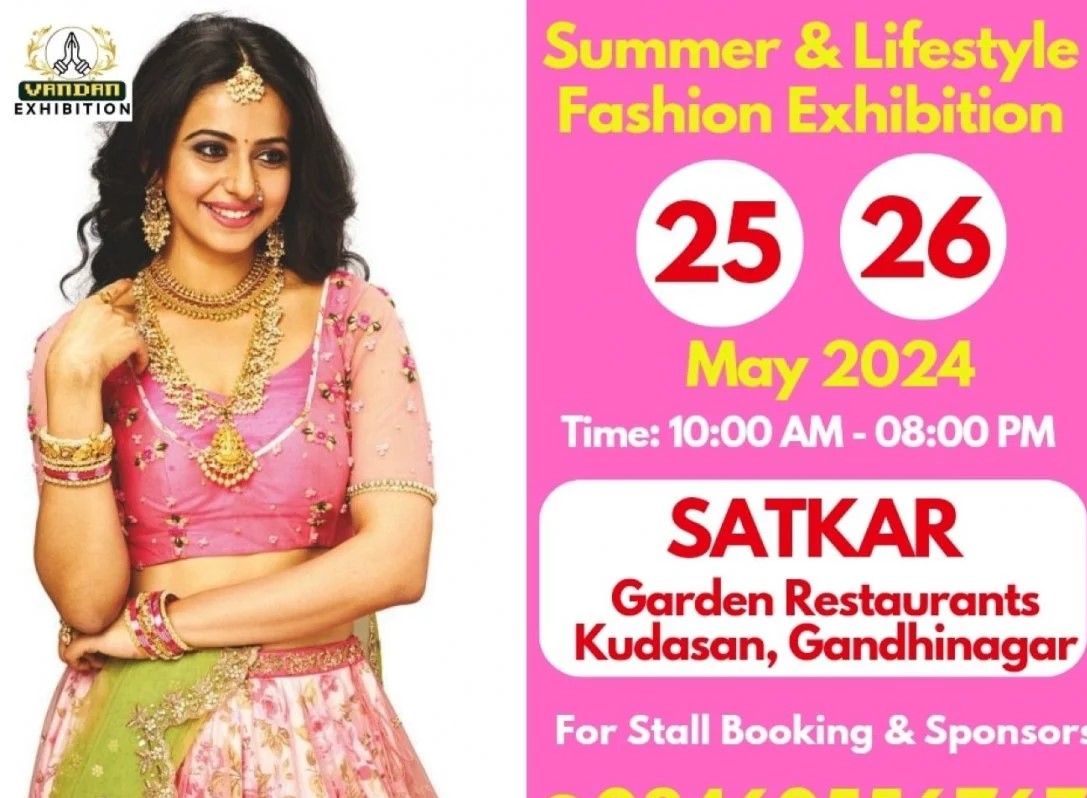 VANDAN
EXHIBITION
Summer & Lifestyle
Fashion Exhibition
25 26
May 2024
Time: 10:00 AM - 08:00 PM
SATKAR
Garden Restaurants
Kudasan, Gandhinagar
For Stall Booking & Sponsors